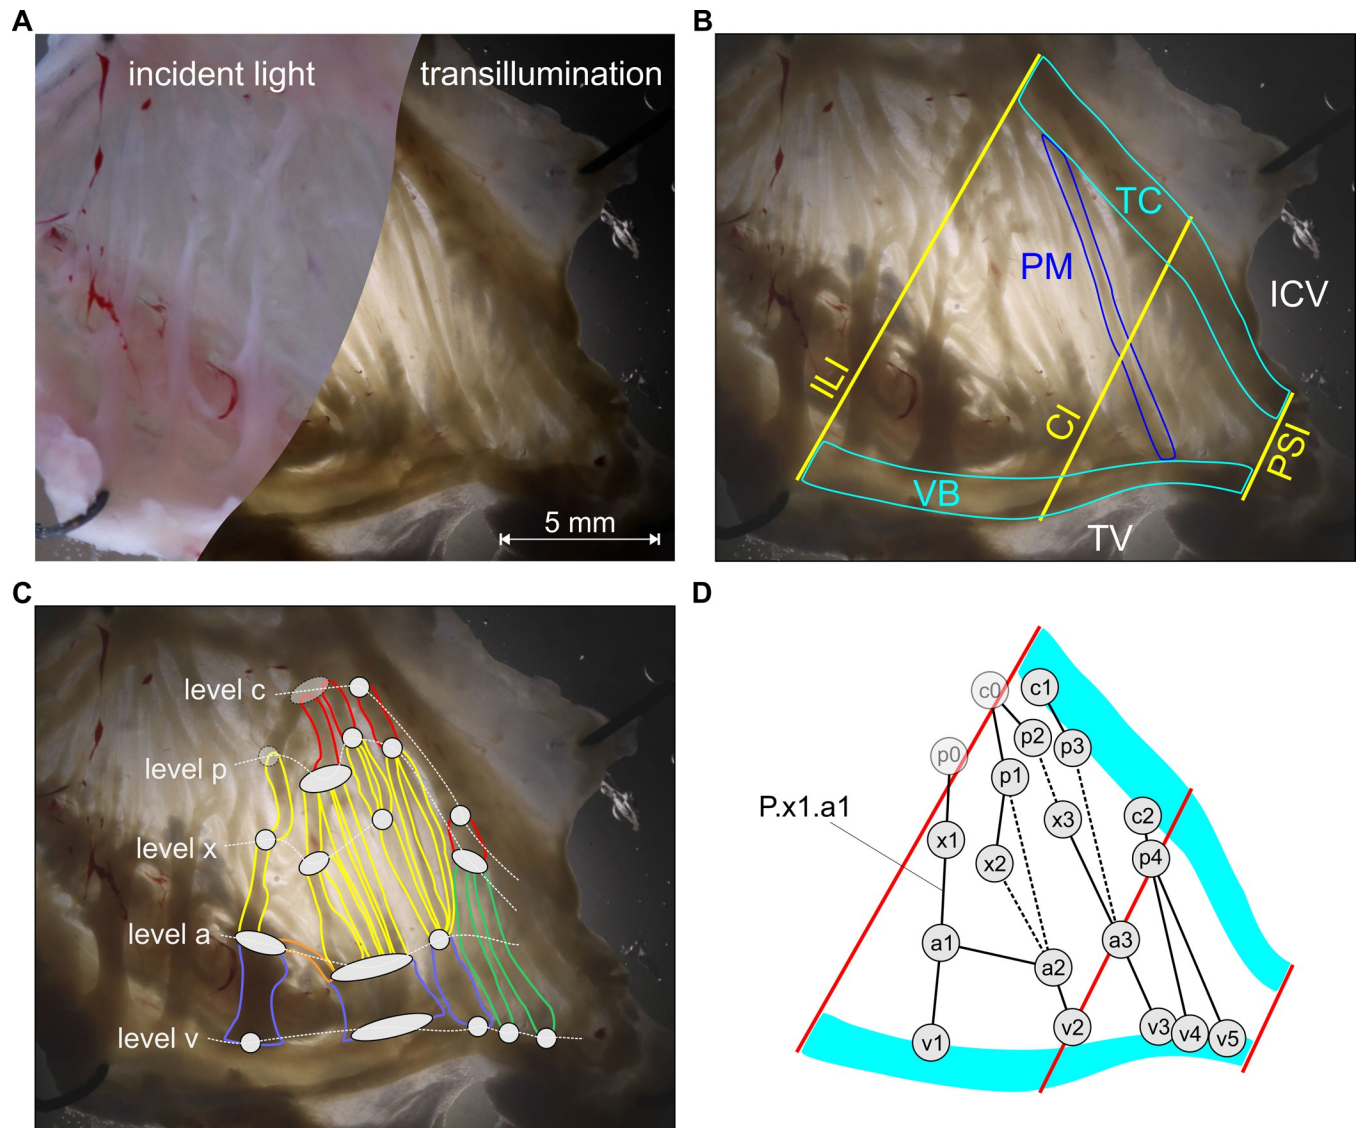 A
incident light
transillumination
5 mm
B
TC
PM
ICV
ILI
CI
PSI
VB
TV
C
level c
level p
level x
level a
level v
D
c0
c1
p0
p2
p3
p1
P.x1.a1
x1
x2
x3
c2
p4
a1
a2
a3
v1
v2
v3
v4
v5